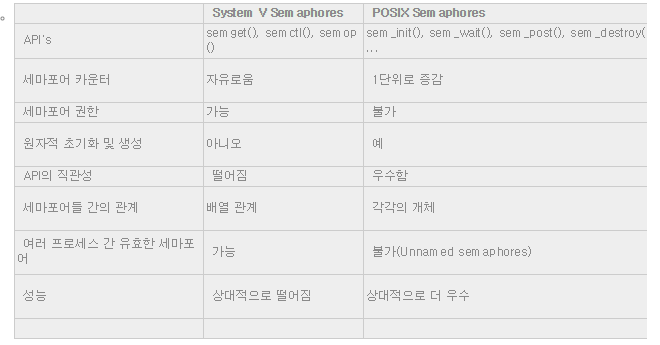 System V Semaphores POSIX Semaphores
API's semget(), semctl(), semop sem_init(), sem_wait(), sem_post(), sem_destroy(
() ...
세마포어 카운터 자유로움 1단위로 증감
세마포어 권한 가능 불가
원자적 초기화 및 생성 아니오 예
API의 직관성 떨어짐 우수함
세마포어들 간의 관계 배열 관계 각각의 개체
여러 프로세스 간 유효한 세마포
어 가능 불가(Unnamed semaphores)
성능 상대적으로 떨어짐 상대적으로 더 우수